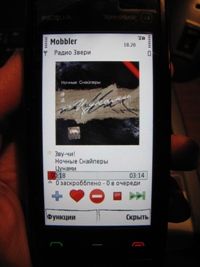 Mobbler
18:26
Радио Звери
Ночные Снайперы
Зву-чи!
Ночные Снайперы
Цунами
0:18
03:14
0 заскробблено - 0 в очереди
Функции
Скрыть